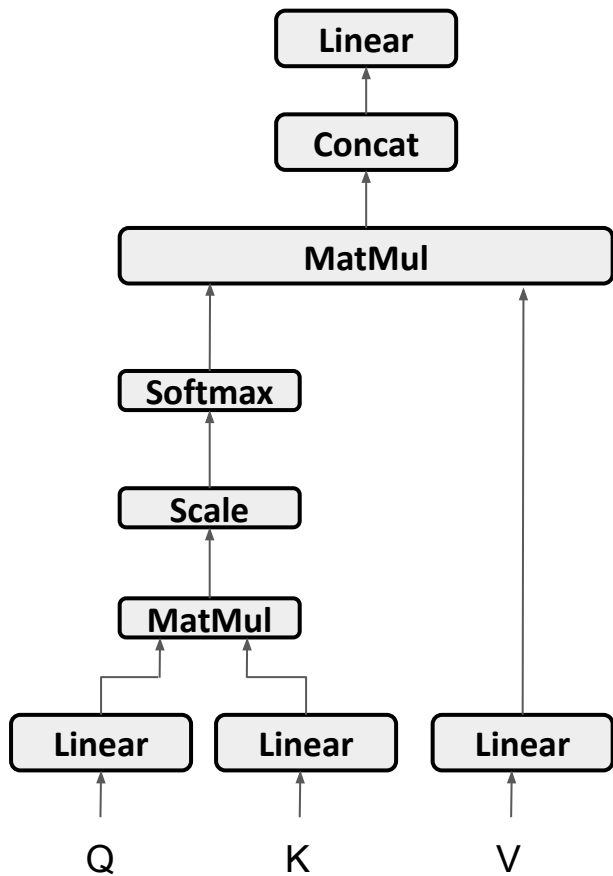 Linear
Concat
MatMul
Softmax
Scale
MatMul
Linear Linear Linear
Q K V